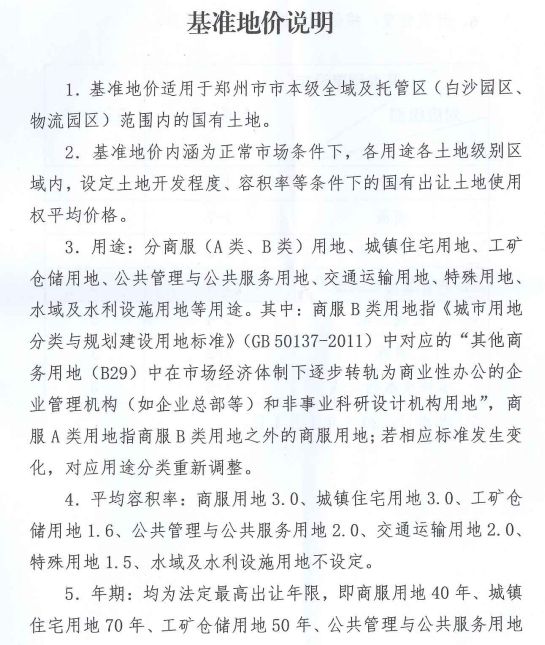 基准地价说明
1. 基准地价适用于郑州市市本级全域及托管区（白沙园区、
物流园区）范围内的国有土地。
2. 基准地价内涵为正常市场条件下，各用途各土地级别区
域内，设定土地开发程度、容积率等条件下的国有出让土地使用
权平均价格。
3. 用途：分商服（A 类、B 类）用地、城镇住宅用地、工矿
仓储用地、公共管理与公共服务用地、交通运输用地、特殊用地、
水域及水利设施用地等用途。其中：商服 B 类用地指《城市用地
分类与规划建设用地标准》（GB 50137-2011）中对应的“其他商
务用地（B29）中在市场经济体制下逐步转轨为商业性办公的企
业管理机构（如企业总部等）和非事业科研设计机构用地”，商
服 A 类用地指商服 B 类用地之外的商服用地；若相应标准发生变
化，对应用途分类重新调整。
4. 平均容积率：商服用地 3.0、城镇住宅用地 3.0、工矿仓
储用地 1.6、公共管理与公共服务用地 2.0、交通运输用地 2.0、
特殊用地 1.5、水域及水利设施用地不设定。
5. 年期：均为法定最高出让年限，即商服用地 40 年、城镇
住宅用地 70 年、工矿仓储用地 50 年、公共管理与公共服务用地